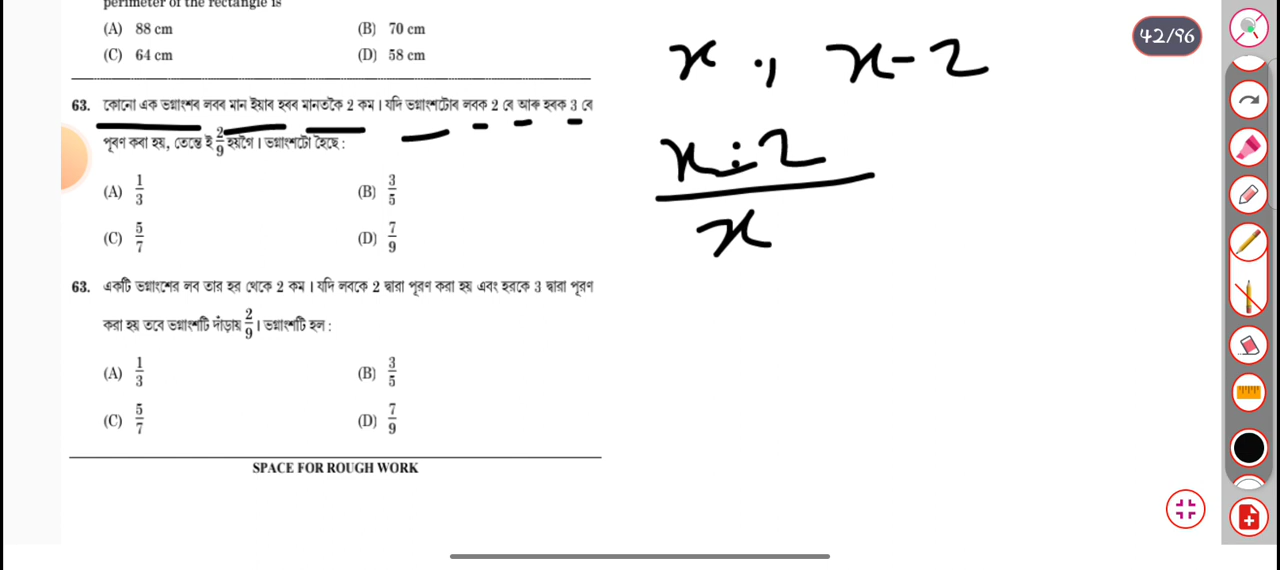 perimeter of the rectangle is
(A) 88 cm (B) 70 cm
(C) 64 cm (D) 58 cm
63. কোনো এক ভগ্নাংশৰ লবৰ মান ইয়াৰ হৰৰ মানতকৈ 2 কম। যদি ভগ্নাংশটোৰ লবক 2 ৰে আৰু হৰক 3 ৰে
পূৰণ কৰা হয়, তেন্তে ই 2/9 হয়গৈ। ভগ্নাংশটো হৈছে :
(A) 1/3 (B) 3/5
(C) 5/7 (D) 7/9
63. একটি ভগ্নাংশের লব তার হর থেকে 2 কম। যদি লবকে 2 দ্বারা পূরণ করা হয় এবং হরকে 3 দ্বারা পূরণ
করা হয় তবে ভগ্নাংশটি দাঁড়ায় 2/9। ভগ্নাংশটি হল :
(A) 1/3 (B) 3/5
(C) 5/7 (D) 7/9
SPACE FOR ROUGH WORK
x , x-2
x-2
x
42/96